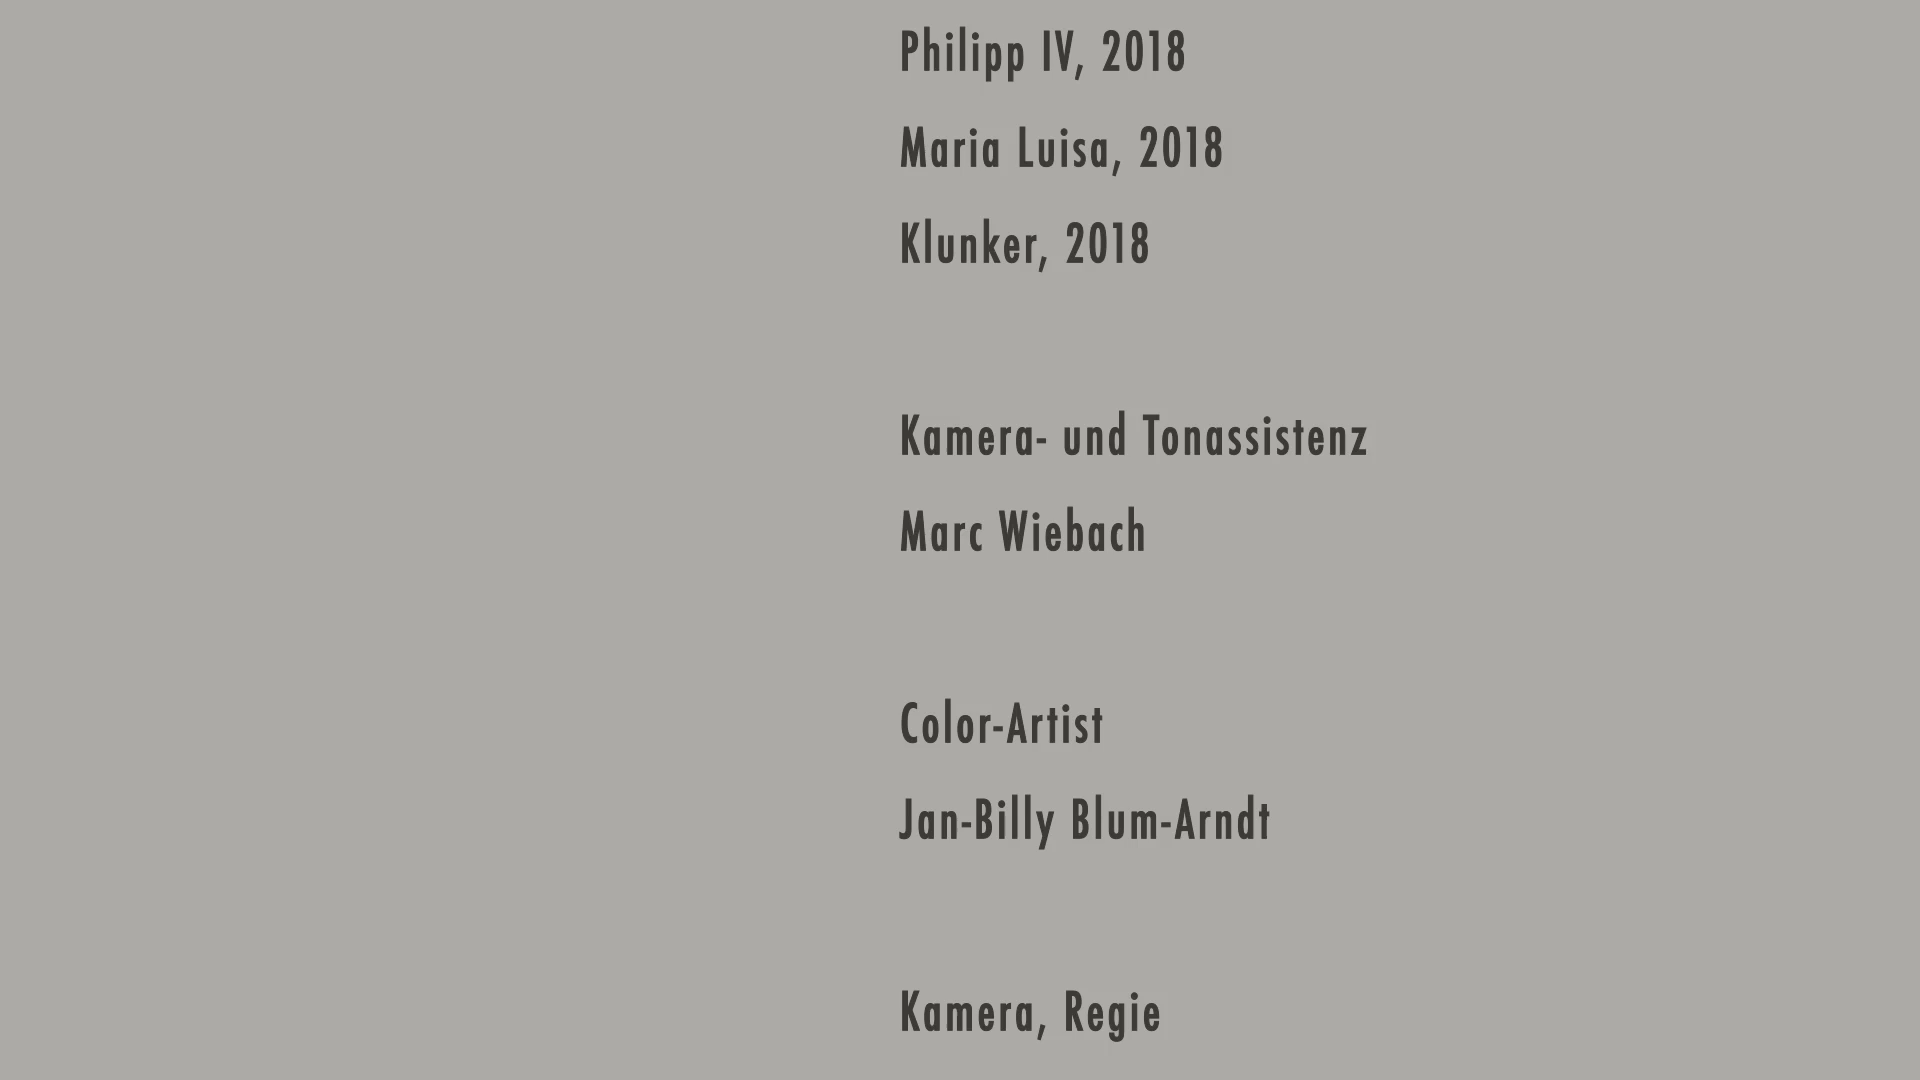 Philipp IV, 2018
Maria Luisa, 2018
Klunker, 2018
Kamera- und Tonassistenz
Marc Wiebach
Color-Artist
Jan-Billy Blum-Arndt
Kamera, Regie